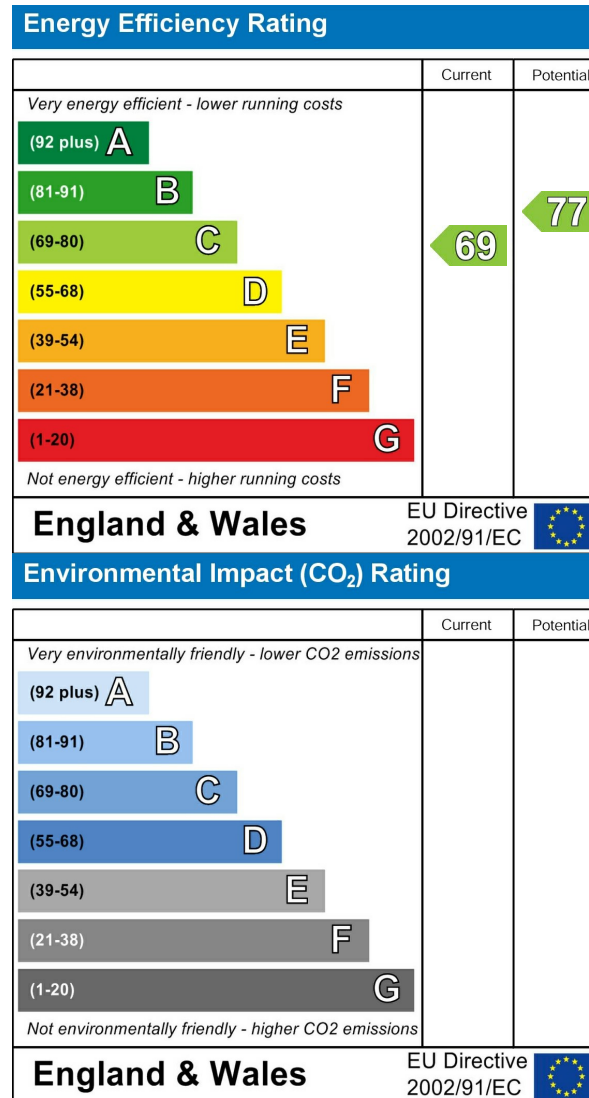 Energy Efficiency Rating
Current Potential
Very energy efficient - lower running costs
(92 plus) A
(81-91) B
(69-80) C
(55-68) D
(39-54) E
(21-38) F
(1-20) G
69
77
Not energy efficient - higher running costs
England & Wales
EU Directive
2002/91/EC
Environmental Impact (CO₂) Rating
Current Potential
Very environmentally friendly - lower CO2 emissions
(92 plus) A
(81-91) B
(69-80) C
(55-68) D
(39-54) E
(21-38) F
(1-20) G
Not environmentally friendly - higher CO2 emissions
England & Wales
EU Directive
2002/91/EC